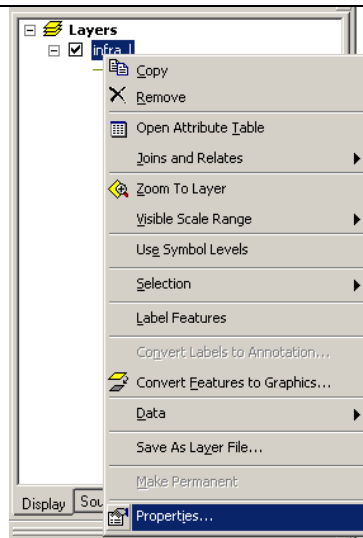 Layers
infra_l
Copy
Remove
Open Attribute Table
Joins and Relates
Zoom To Layer
Visible Scale Range
Use Symbol Levels
Selection
Label Features
Convert Labels to Annotation...
Convert Features to Graphics...
Data
Save As Layer File...
Make Permanent
Display
Properties...